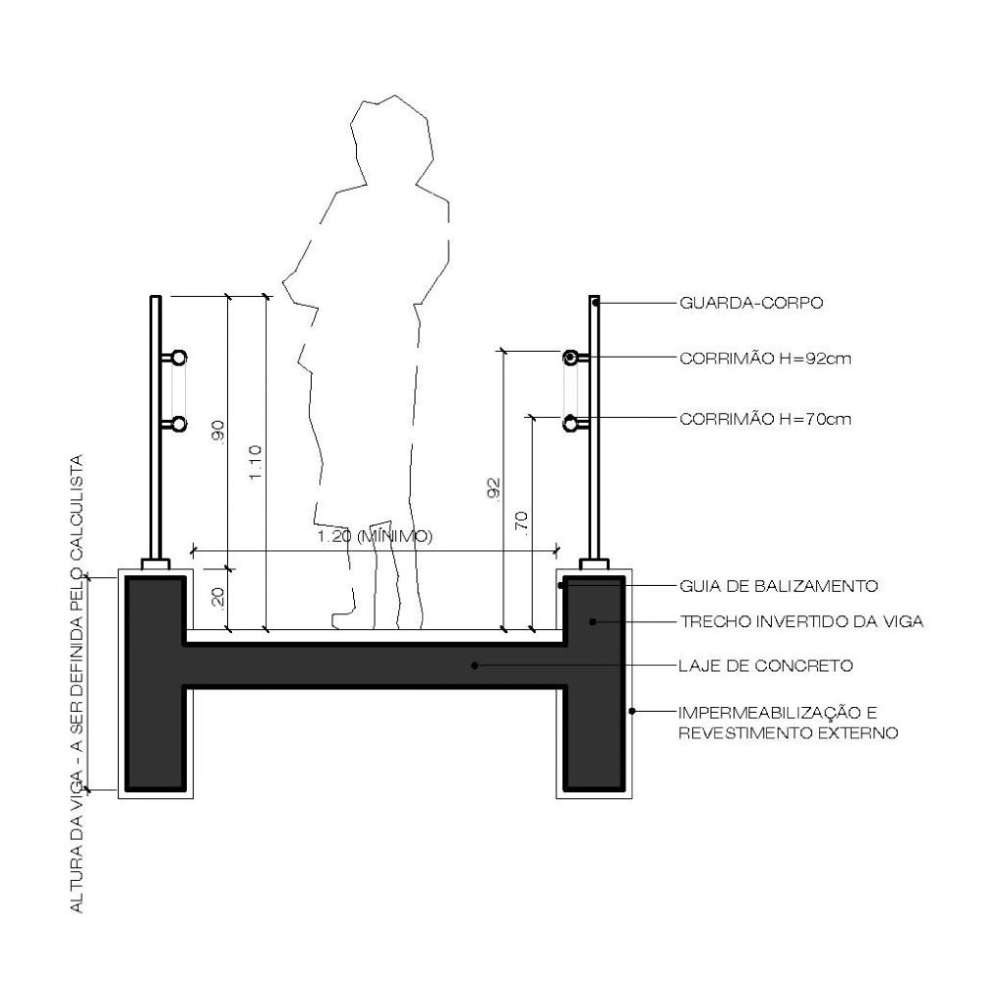 GUARDA-CORPO
CORRIMÃO H=92cm
CORRIMÃO H=70cm
.90
1.10
.92
.70
1.20 (MÍNIMO)
.20
GUIA DE BALIZAMENTO
TRECHO INVERTIDO DA VIGA
LAJE DE CONCRETO
IMPERMEABILIZAÇÃO E
REVESTIMENTO EXTERNO
ALTURA DA VIGA - A SER DEFINIDA PELO CALCULISTA